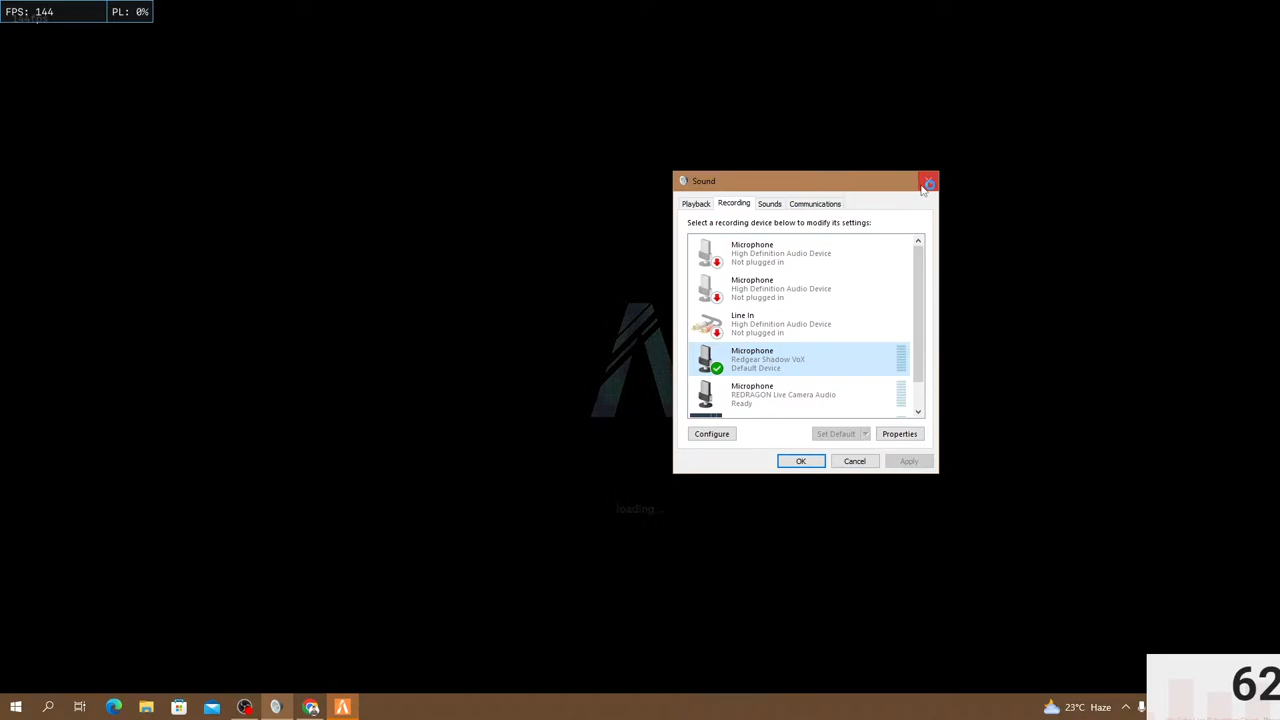 FPS: 144
PL: 0%
144fps
Sound
Playback
Recording
Sounds
Communications
Select a recording device below to modify its settings:
Microphone
High Definition Audio Device
Not plugged in
Microphone
High Definition Audio Device
Not plugged in
Line In
High Definition Audio Device
Not plugged in
Microphone
Redgear Shadow VoX
Default Device
Microphone
REDRAGON Live Camera Audio
Ready
Configure
Set Default
Properties
OK
Cancel
Apply
loading...
62
23°C Haze